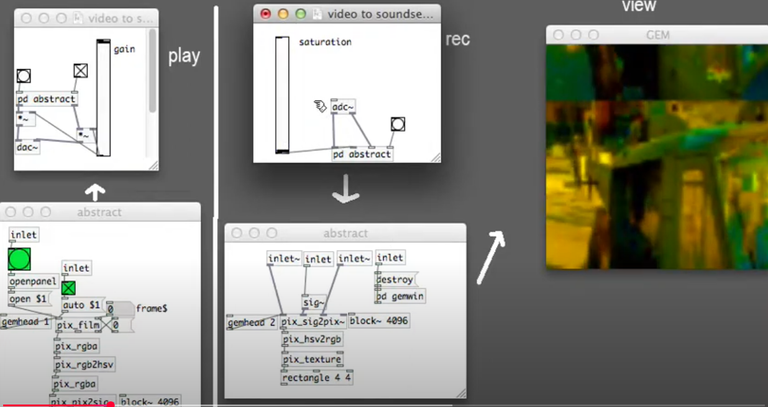 view
video to s...
gain
play
pd abstract
*~
*~
dac~
video to soundse...
saturation
adc~
pd abstract
rec
GEM
abstract
inlet
inlet
openpanel
open $1
auto $1
0
frame$
gemhead 1
pix_film
0
pix_rgba
pix_rgb2hsv
pix_rgba
pix_pix2sig~
block~ 4096
abstract
inlet~
inlet
inlet~
inlet
destroy
pd gemwin
sig~
gemhead 2
pix_sig2pix~
block~ 4096
pix_hsv2rgb
pix_texture
rectangle 4 4